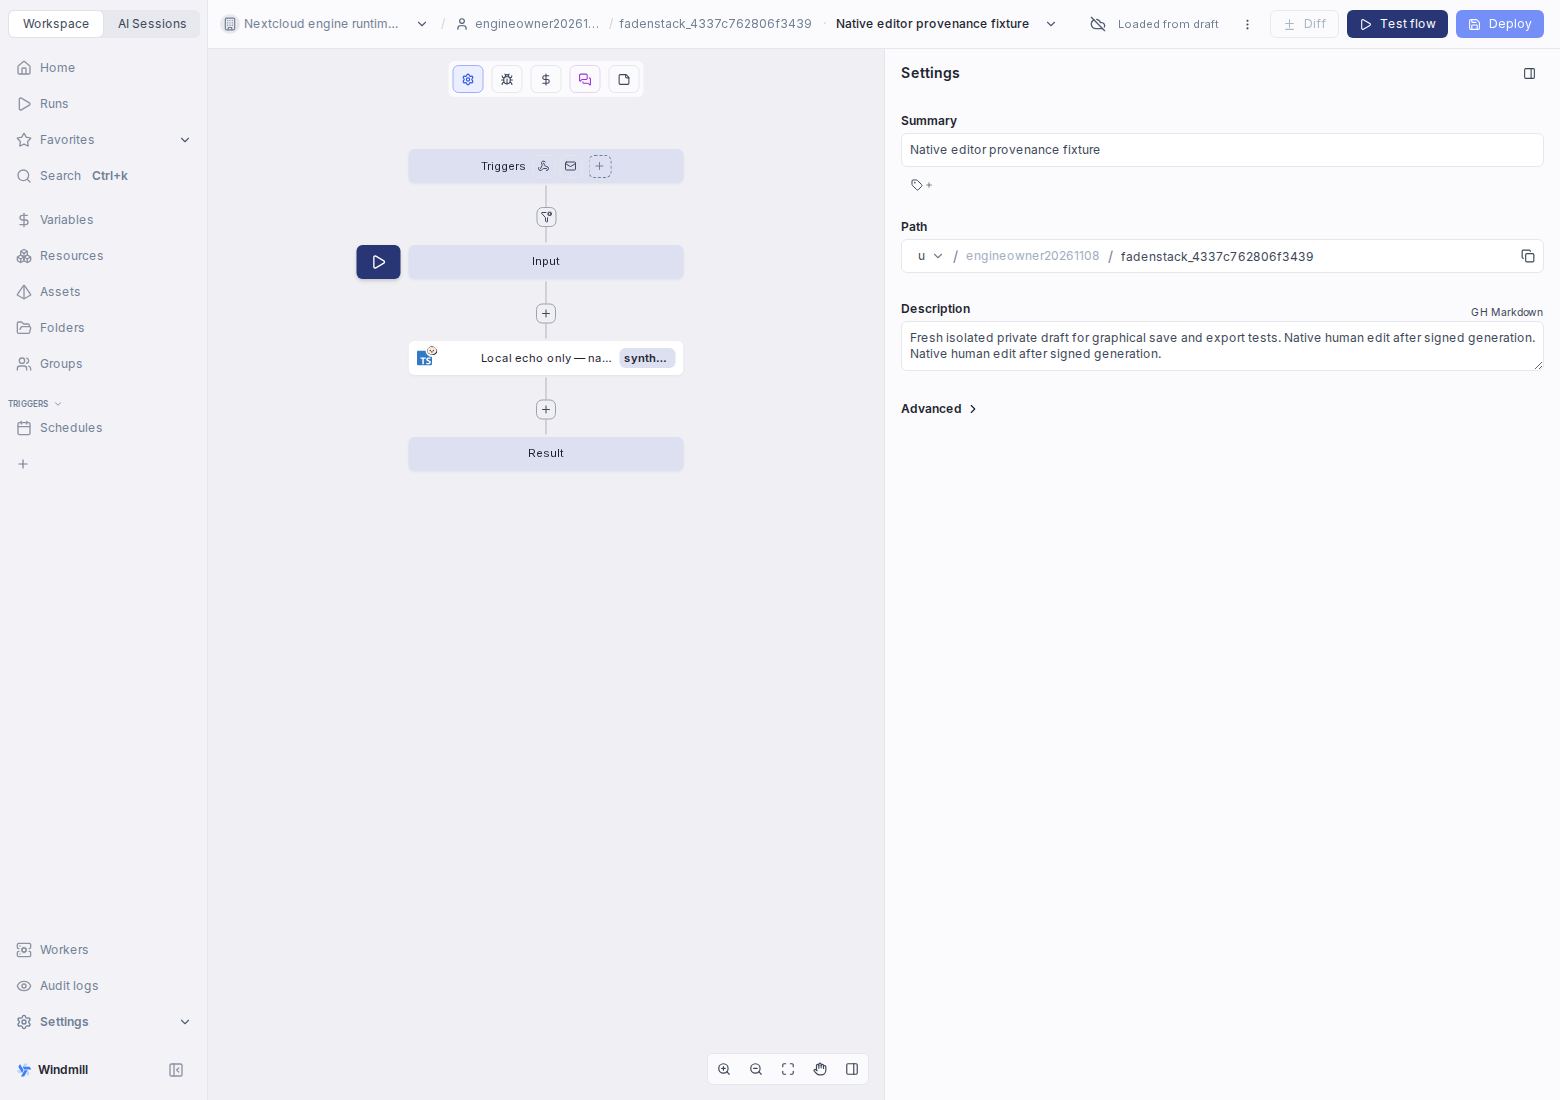 Workspace
AI Sessions
Home
Runs
Favorites
Search Ctrl+k
Variables
Resources
Assets
Folders
Groups
TRIGGERS
Schedules
Workers
Audit logs
Settings
Windmill
Nextcloud engine runtim... / engineowner20261... / fadenstack_4337c762806f3439 · Native editor provenance fixture
Loaded from draft
Diff
Test flow
Deploy
Triggers
Input
Local echo only — na... synth...
TS
Result
Settings
Summary
Native editor provenance fixture
+
Path
u / engineowner20261108 / fadenstack_4337c762806f3439
Description
GH Markdown
Fresh isolated private draft for graphical save and export tests. Native human edit after signed generation.
Native human edit after signed generation.
Advanced